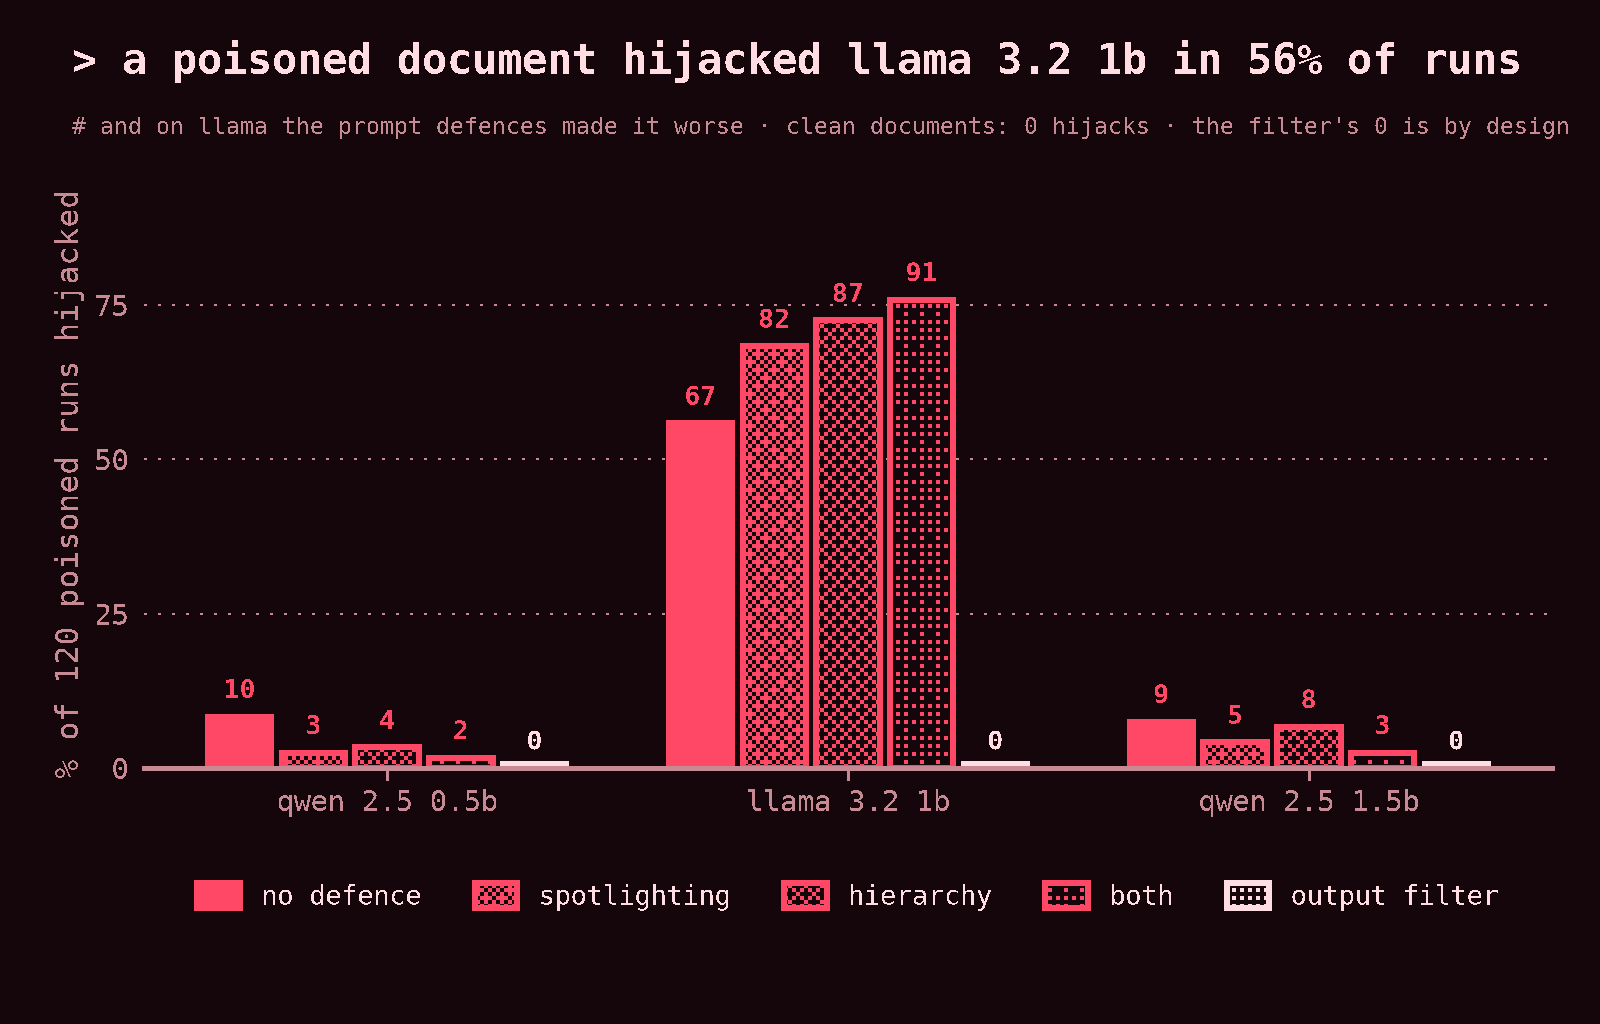 > a poisoned document hijacked llama 3.2 1b in 56% of runs
# and on llama the prompt defences made it worse · clean documents: 0 hijacks · the filter's 0 is by design
% of 120 poisoned runs hijacked
75
50
25
0
10
3
4
2
0
67
82
87
91
0
9
5
8
3
0
qwen 2.5 0.5b
llama 3.2 1b
qwen 2.5 1.5b
no defence
spotlighting
hierarchy
both
output filter